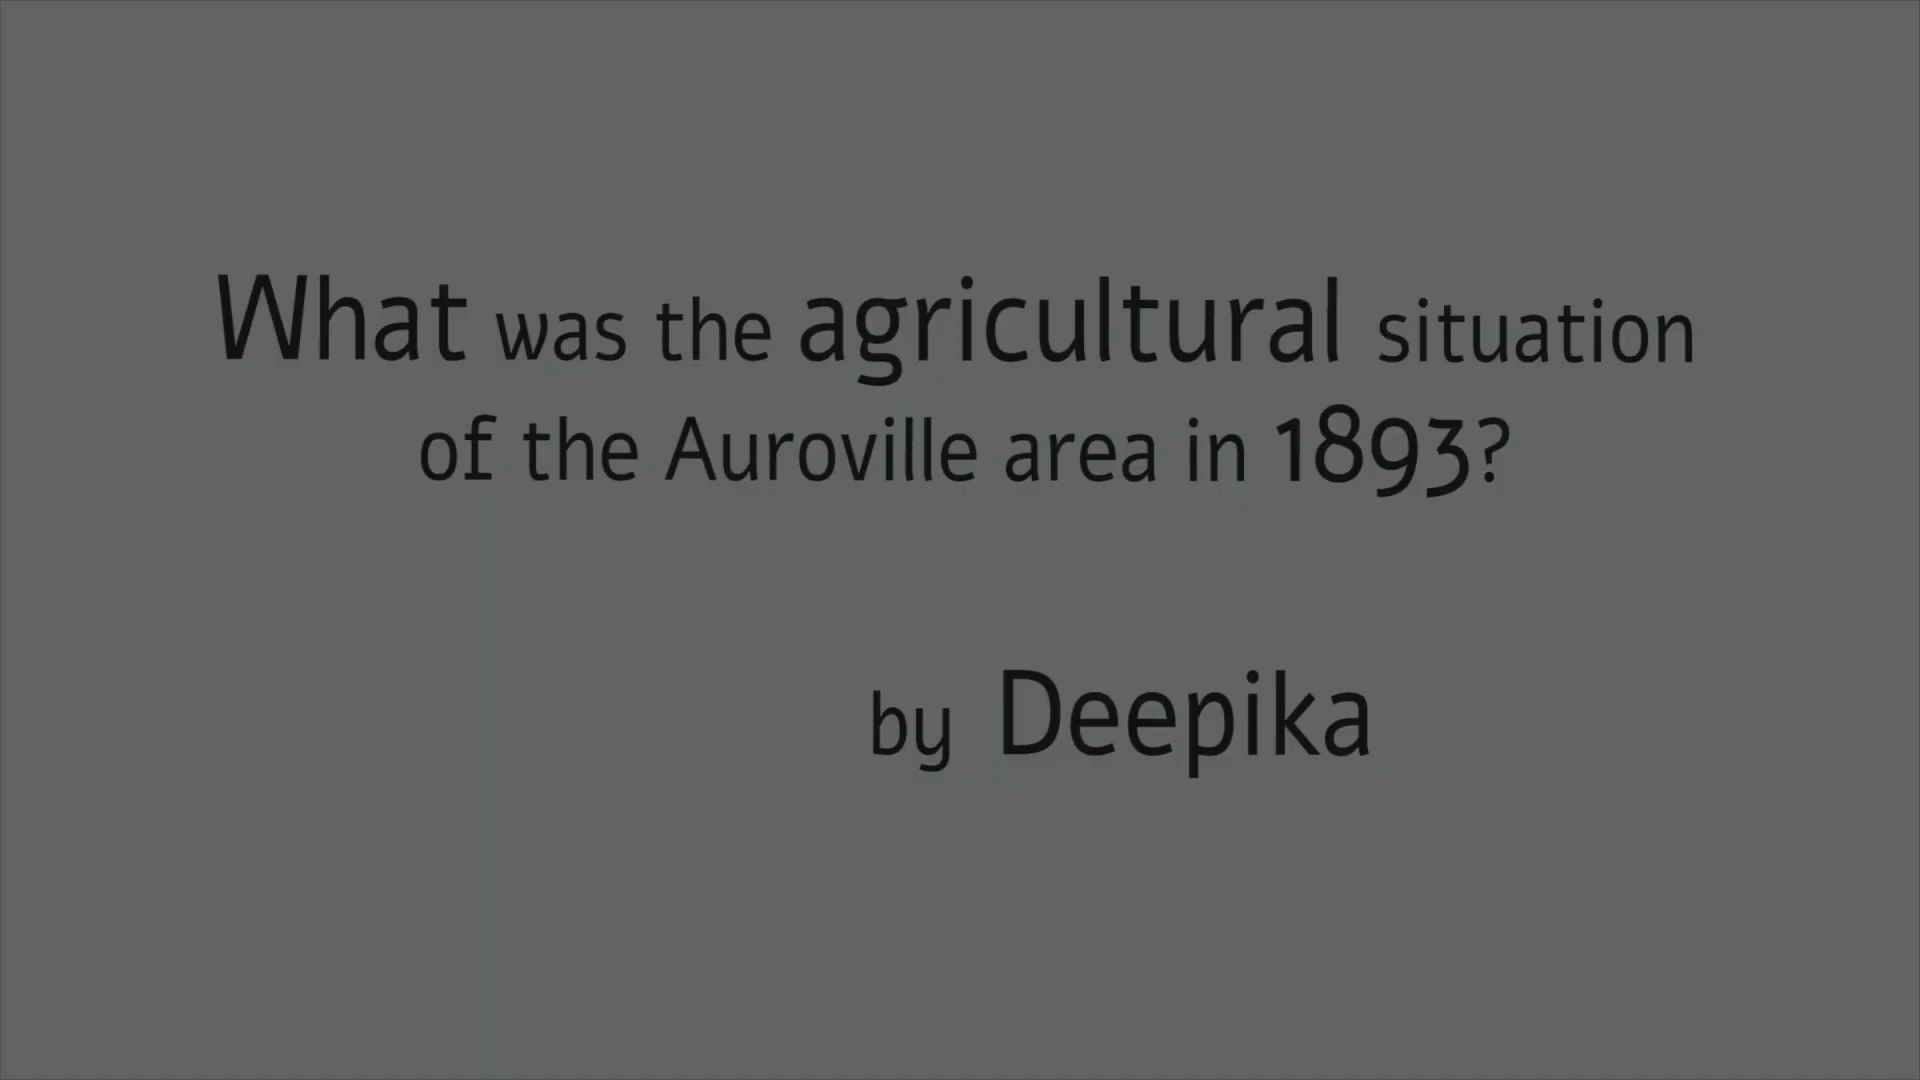 What was the agricultural situation
of the Auroville area in 1893?
by Deepika